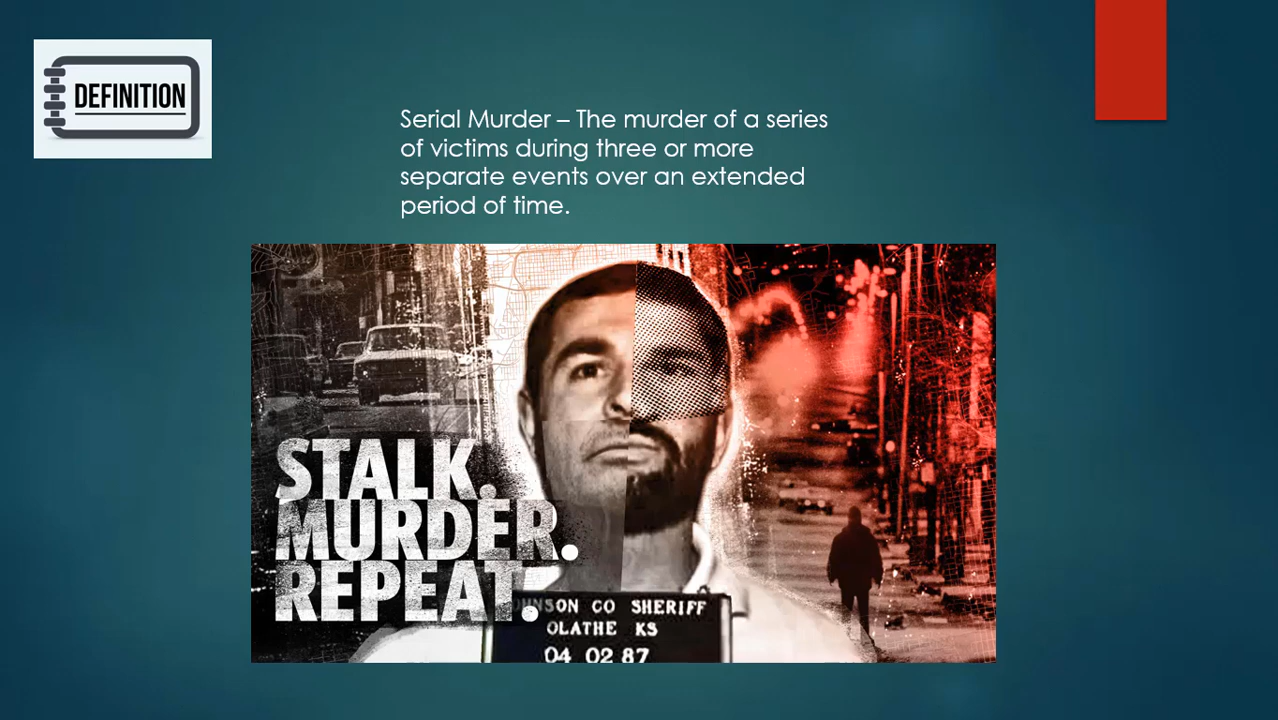 DEFINITION
Serial Murder – The murder of a series
of victims during three or more
separate events over an extended
period of time.
STALK.
MURDER.
REPEAT.
CO SHERIFF
OLATHE KS
04 02 87